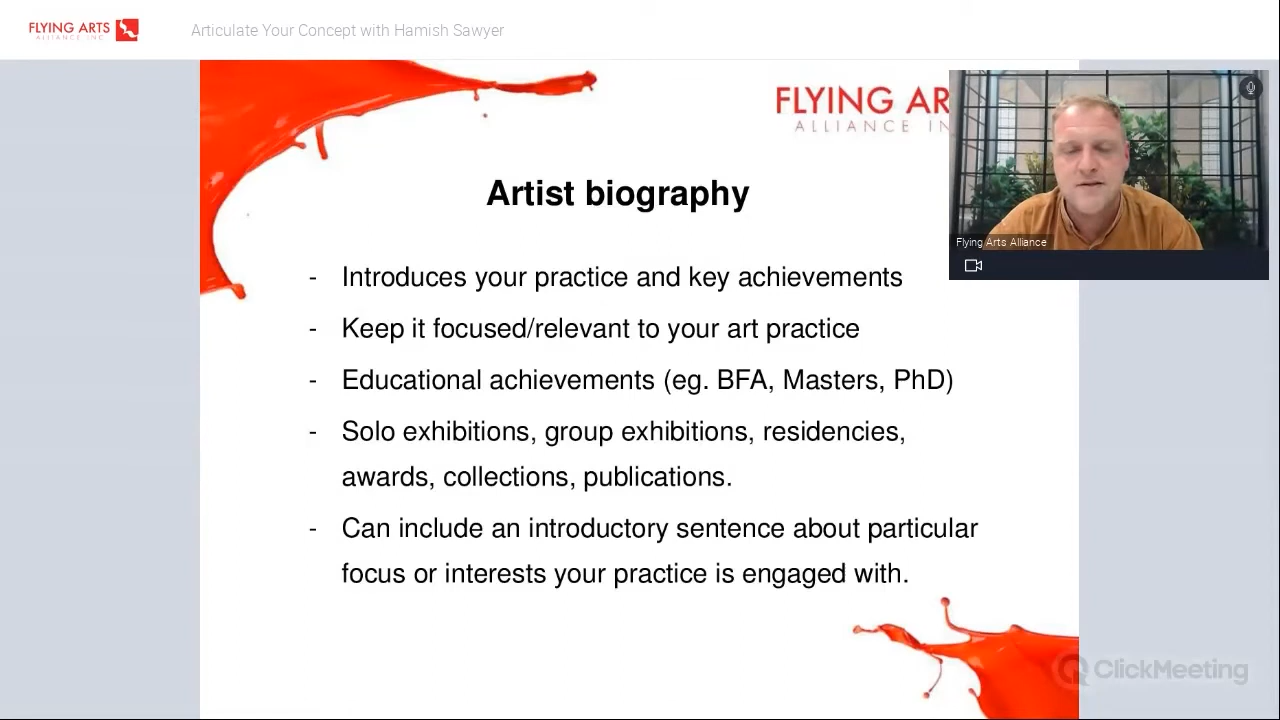 FLYING ARTS
ALLIANCE INC
Articulate Your Concept with Hamish Sawyer
FLYING AR
ALLIANCE IN
Flying Arts Alliance
Artist biography
- Introduces your practice and key achievements
- Keep it focused/relevant to your art practice
- Educational achievements (eg. BFA, Masters, PhD)
- Solo exhibitions, group exhibitions, residencies,
awards, collections, publications.
- Can include an introductory sentence about particular
focus or interests your practice is engaged with.
ClickMeeting